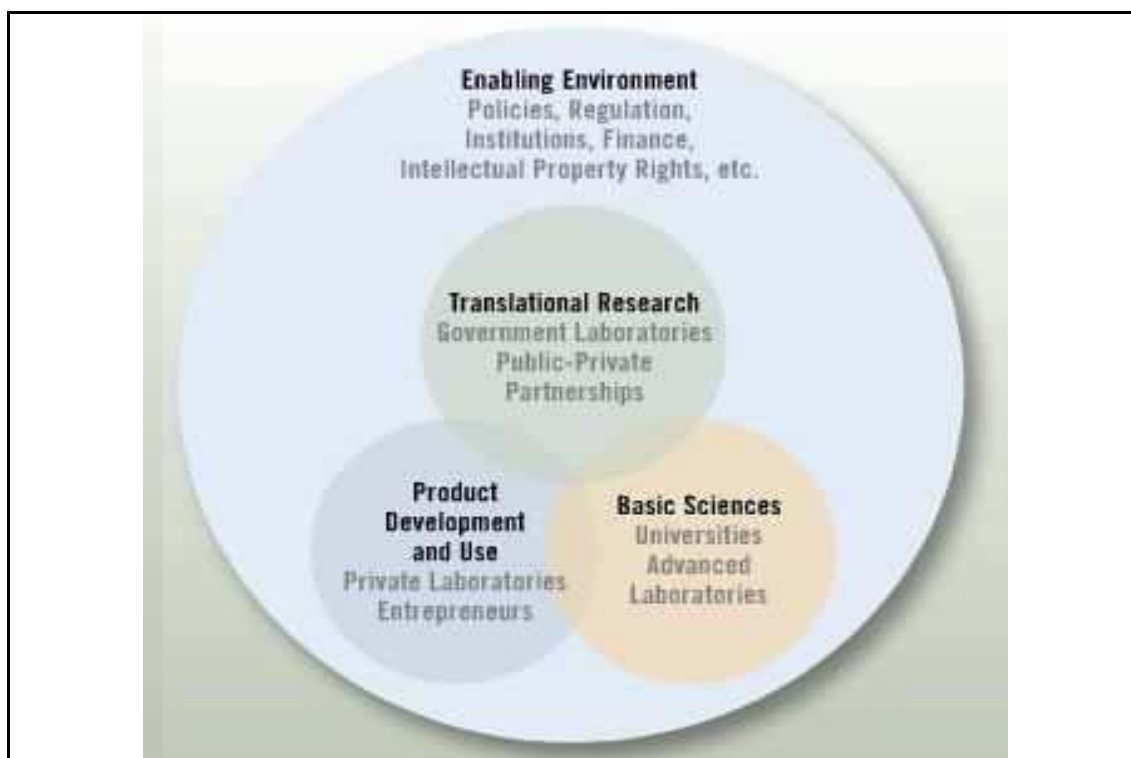 Enabling Environment
Policies, Regulation,
Institutions, Finance,
Intellectual Property Rights, etc.
Translational Research
Government Laboratories
Public-Private
Partnerships
Product
Development
and Use
Private Laboratories
Entrepreneurs
Basic Sciences
Universities
Advanced
Laboratories